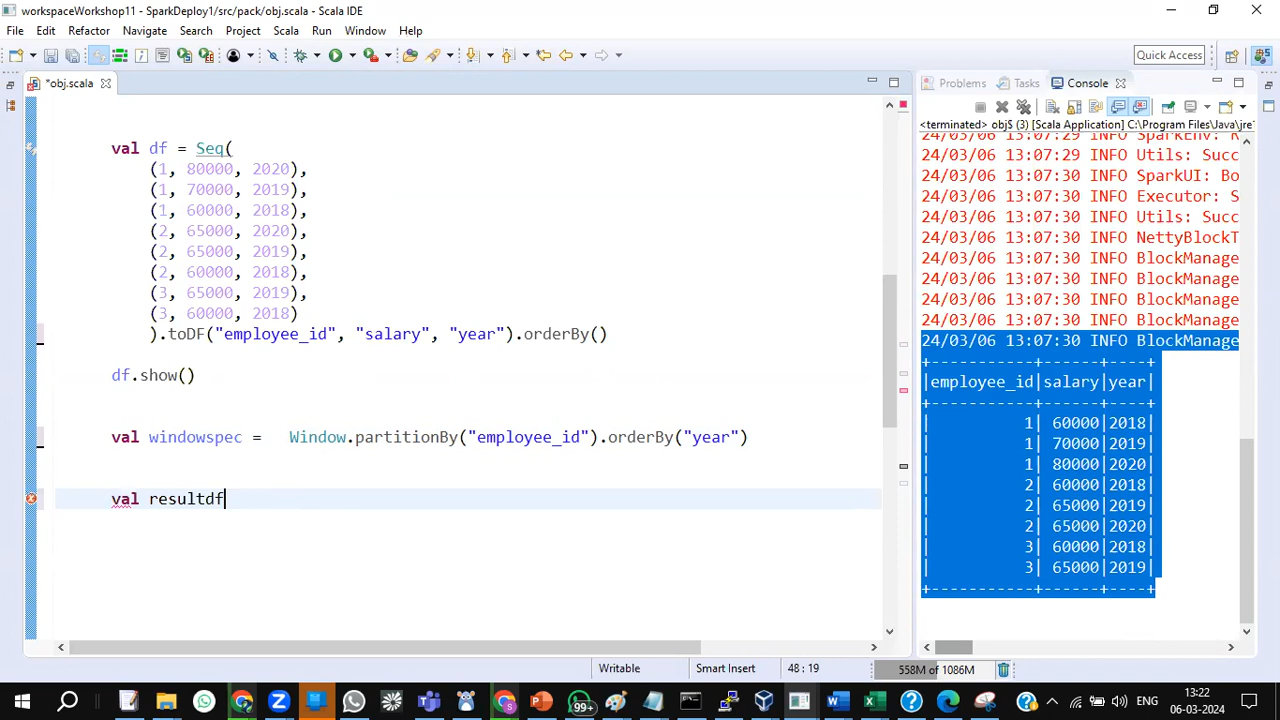 workspaceWorkshop11 - SparkDeploy1/src/pack/obj.scala - Scala IDE
File Edit Refactor Navigate Search Project Scala Run Window Help
Quick Access
*obj.scala
val df = Seq(
(1, 80000, 2020),
(1, 70000, 2019),
(1, 60000, 2018),
(2, 65000, 2020),
(2, 65000, 2019),
(2, 60000, 2018),
(3, 65000, 2019),
(3, 60000, 2018)
).toDF("employee_id", "salary", "year").orderBy()
df.show()
val windowspec = Window.partitionBy("employee_id").orderBy("year")
val resultdf
Problems Tasks Console
<terminated> obj$ (3) [Scala Application] C:\Program Files\Java\jre
24/03/06 13:07:29 INFO SparkEnv: R
24/03/06 13:07:29 INFO Utils: Succ
24/03/06 13:07:30 INFO SparkUI: Bo
24/03/06 13:07:30 INFO Executor: S
24/03/06 13:07:30 INFO Utils: Succ
24/03/06 13:07:30 INFO NettyBlockT
24/03/06 13:07:30 INFO BlockManage
24/03/06 13:07:30 INFO BlockManage
24/03/06 13:07:30 INFO BlockManage
24/03/06 13:07:30 INFO BlockManage
24/03/06 13:07:30 INFO BlockManage
+-----------+------+----+
|employee_id|salary|year|
+-----------+------+----+
| 1| 60000|2018|
| 1| 70000|2019|
| 1| 80000|2020|
| 2| 60000|2018|
| 2| 65000|2019|
| 2| 65000|2020|
| 3| 60000|2018|
| 3| 65000|2019|
+-----------+------+----+
Writable Smart Insert 48 : 19 558M of 1086M
99+
ENG
13:22
06-03-2024